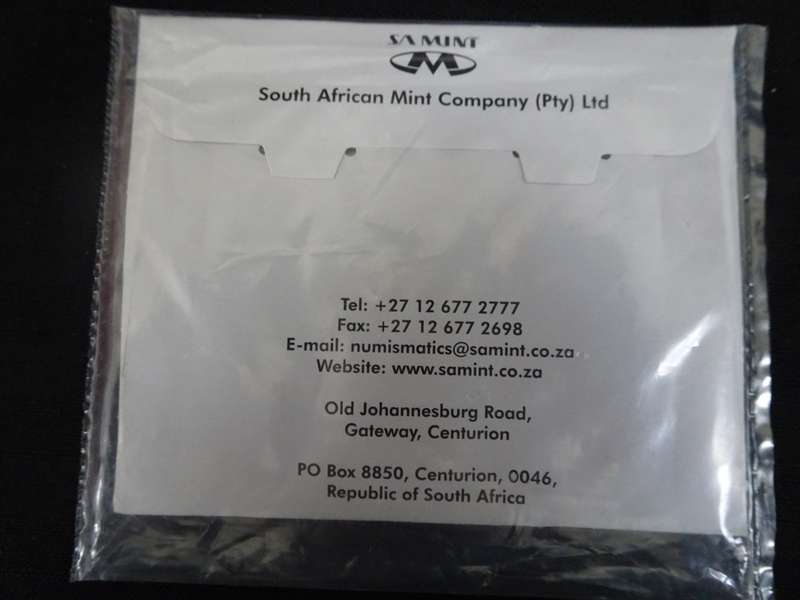 SA MINT
South African Mint Company (Pty) Ltd
Tel: +27 12 677 2777
Fax: +27 12 677 2698
E-mail: numismatics@samint.co.za
Website: www.samint.co.za
Old Johannesburg Road,
Gateway, Centurion
PO Box 8850, Centurion, 0046,
Republic of South Africa